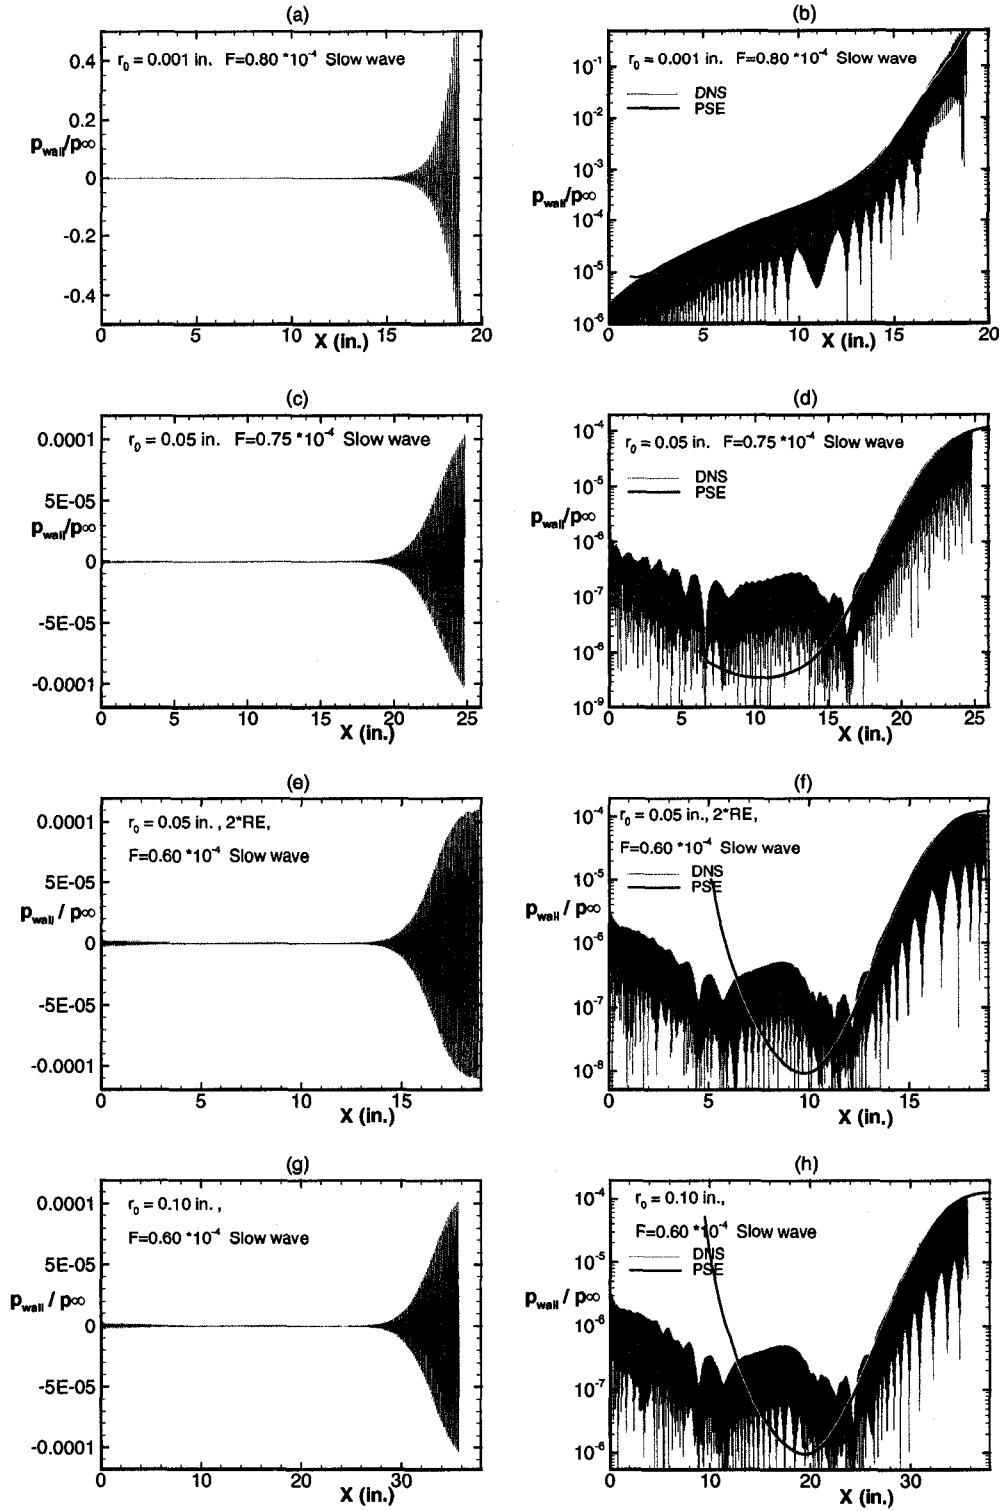 (a)
r₀ = 0.001 in. F=0.80 *10⁻⁴ Slow wave
0.4
0.2
p_wall/p∞
0
-0.2
-0.4
0 5 10 15 20
X (in.)
(b)
r₀ = 0.001 in. F=0.80 *10⁻⁴ Slow wave
DNS
PSE
10⁻¹
10⁻²
10⁻³
p_wall/p∞
10⁻⁴
10⁻⁵
10⁻⁶
0 5 10 15 20
X (in.)
(c)
r₀ = 0.05 in. F=0.75 *10⁻⁴ Slow wave
0.0001
5E-05
p_wall/p∞
0
-5E-05
-0.0001
0 5 10 15 20 25
X (in.)
(d)
r₀ = 0.05 in. F=0.75 *10⁻⁴ Slow wave
DNS
PSE
10⁻⁴
10⁻⁵
p_wall/p∞
10⁻⁶
10⁻⁷
10⁻⁸
10⁻⁹
0 5 10 15 20 25
X (in.)
(e)
r₀ = 0.05 in. , 2*RE,
F=0.60 *10⁻⁴ Slow wave
0.0001
5E-05
p_wall / p∞
0
-5E-05
-0.0001
0 5 10 15
X (in.)
(f)
r₀ = 0.05 in., 2*RE,
F=0.60 *10⁻⁴ Slow wave
DNS
PSE
10⁻⁴
10⁻⁵
p_wall / p∞
10⁻⁶
10⁻⁷
10⁻⁸
0 5 10 15
X (in.)
(g)
r₀ = 0.10 in. ,
F=0.60 *10⁻⁴ Slow wave
0.0001
5E-05
p_wall / p∞
0
-5E-05
-0.0001
0 10 20 30
X (in.)
(h)
r₀ = 0.10 in.,
F=0.60 *10⁻⁴ Slow wave
DNS
PSE
10⁻⁴
10⁻⁵
p_wall / p∞
10⁻⁶
10⁻⁷
10⁻⁸
0 10 20 30
X (in.)